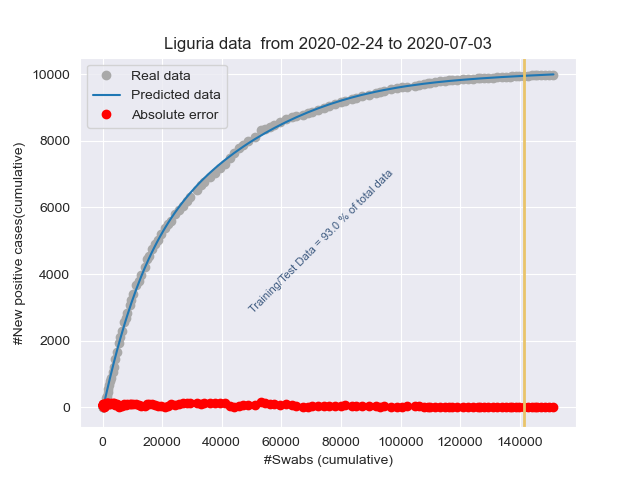 Liguria data  from 2020-02-24 to 2020-07-03
Real data
Predicted data
Absolute error
#New positive cases(cumulative)
10000
8000
6000
4000
2000
0
Training/Test Data = 93.0 % of total data
0
20000
40000
60000
80000
100000
120000
140000
#Swabs (cumulative)